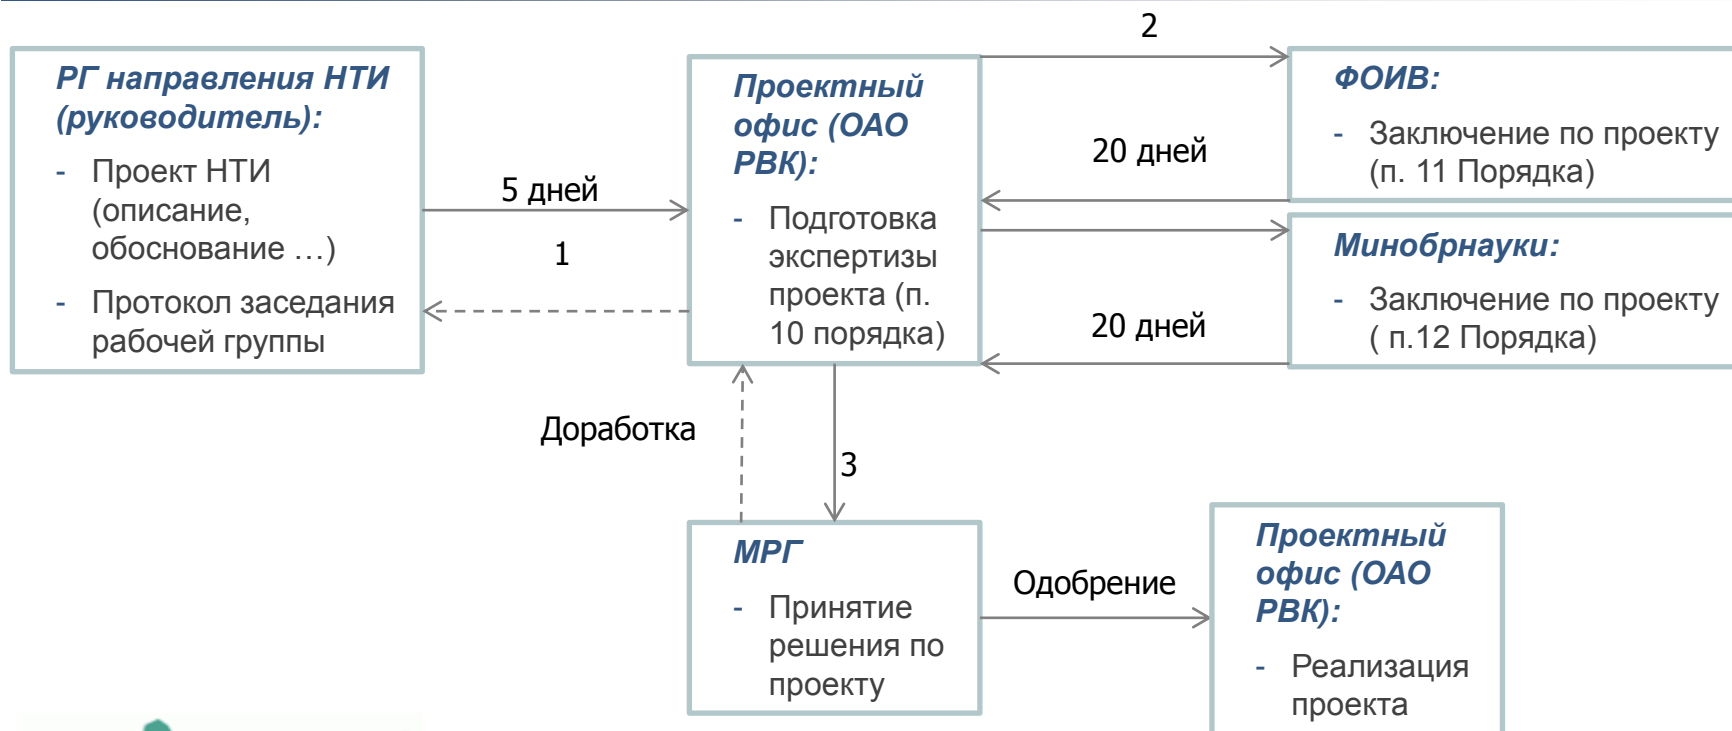 РГ направления НТИ
(руководитель):
- Проект НТИ
(описание,
обоснование …)
- Протокол заседания
рабочей группы
5 дней
1
Проектный
офис (ОАО
РВК):
- Подготовка
экспертизы
проекта (п.
10 порядка)
2
20 дней
ФОИВ:
- Заключение по проекту
(п. 11 Порядка)
20 дней
Минобрнауки:
- Заключение по проекту
( п.12 Порядка)
Доработка
3
МРГ
- Принятие
решения по
проекту
Одобрение
Проектный
офис (ОАО
РВК):
- Реализация
проекта